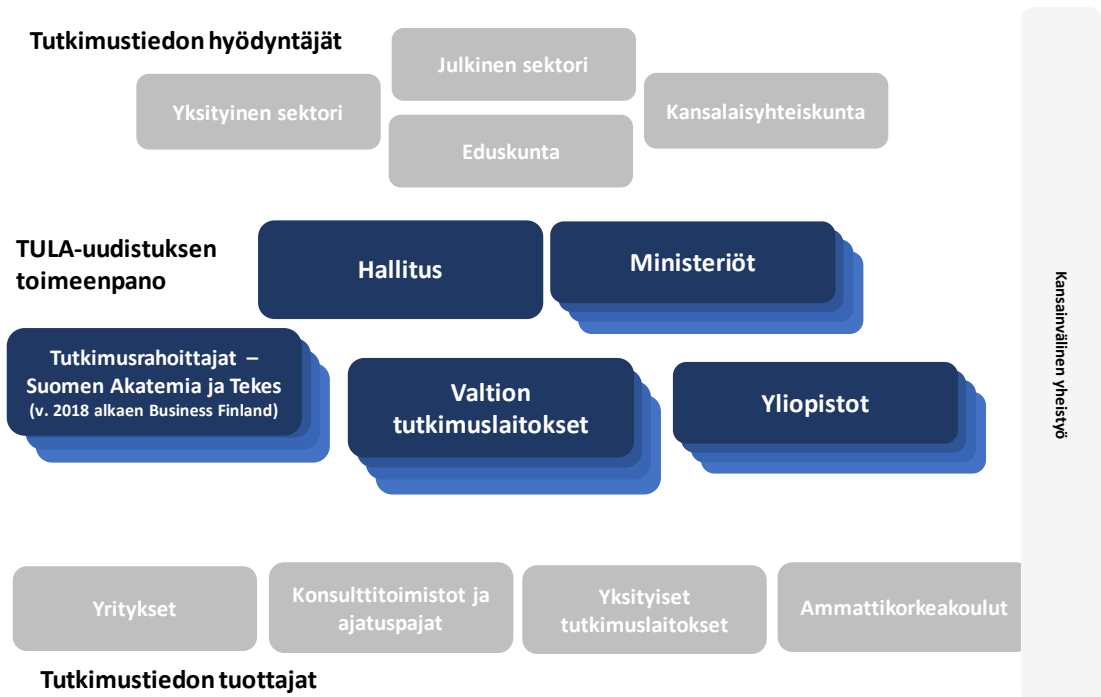 Tutkimustiedon hyödyntäjät
Julkinen sektori
Yksityinen sektori
Kansalaisyhteiskunta
Eduskunta
TULA-uudistuksen
toimeenpano
Hallitus
Ministeriöt
Tutkimusrahoittajat –
Suomen Akatemia ja Tekes
(v. 2018 alkaen Business Finland)
Valtion
tutkimuslaitokset
Yliopistot
Kansainvälinen yheistyö
Yritykset
Konsulttitoimistot ja
ajatuspajat
Yksityiset
tutkimuslaitokset
Ammattikorkeakoulut
Tutkimustiedon tuottajat